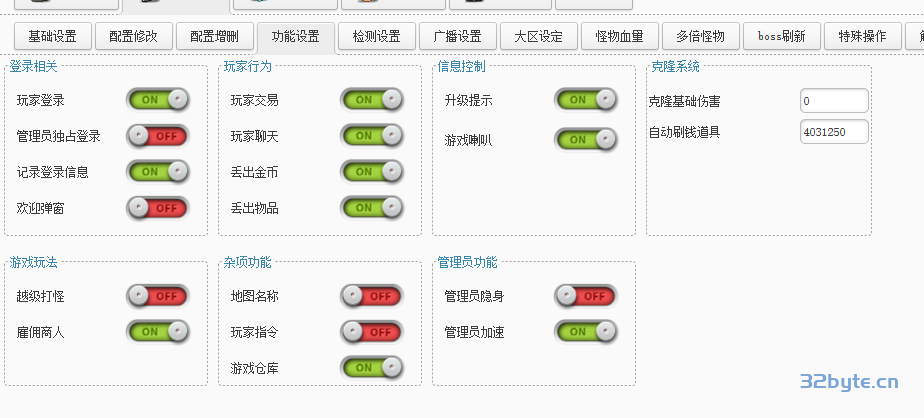 基础设置 配置修改 配置增删 功能设置 检测设置 广播设置 大区设定 怪物血量 多倍怪物 boss刷新 特殊操作
登录相关 玩家行为 信息控制 克隆系统
玩家登录 ON 玩家交易 ON 升级提示 ON 克隆基础伤害 0
管理员独占登录 OFF 玩家聊天 ON 游戏喇叭 ON 自动刷钱道具 4031250
记录登录信息 ON 丢出金币 ON
欢迎弹窗 OFF 丢出物品 ON
游戏玩法 杂项功能 管理员功能
越级打怪 OFF 地图名称 OFF 管理员隐身 OFF
雇佣商人 ON 玩家指令 OFF 管理员加速 ON
游戏仓库 ON
32byte.cn